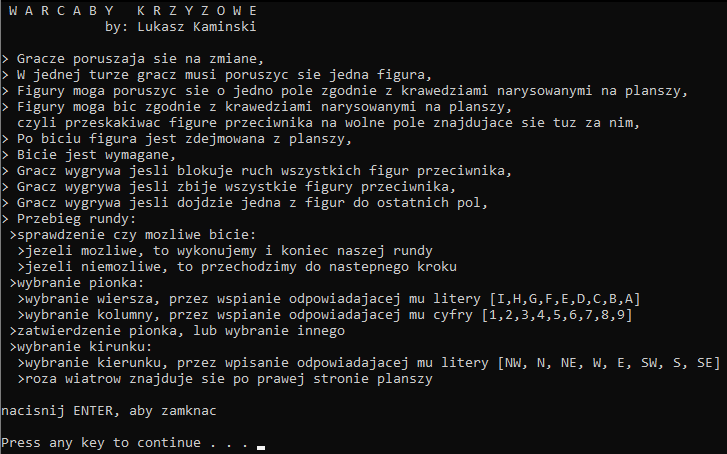 W A R C A B Y   K R Z Y Z O W E
by: Lukasz Kaminski
> Gracze poruszaja sie na zmiane,
> W jednej turze gracz musi poruszyc sie jedna figura,
> Figury moga poruszyc sie o jedno pole zgodnie z krawedziami narysowanymi na planszy,
> Figury moga bic zgodnie z krawedziami narysowanymi na planszy,
czyli przeskakiwac figure przeciwnika na wolne pole znajdujace sie tuz za nim,
> Po biciu figura jest zdejmowana z planszy,
> Bicie jest wymagane,
> Gracz wygrywa jesli blokuje ruch wszystkich figur przeciwnika,
> Gracz wygrywa jesli zbije wszystkie figury przeciwnika,
> Gracz wygrywa jesli dojdzie jedna z figur do ostatnich pol,
> Przebieg rundy:
>sprawdzenie czy mozliwe bicie:
>jezeli mozliwe, to wykonujemy i koniec naszej rundy
>jezeli niemozliwe, to przechodzimy do nastepnego kroku
>wybranie pionka:
>wybranie wiersza, przez wspianie odpowiadajacej mu litery [I,H,G,F,E,D,C,B,A]
>wybranie kolumny, przez wspianie odpowiadajacej mu cyfry [1,2,3,4,5,6,7,8,9]
>zatwierdzenie pionka, lub wybranie innego
>wybranie kirunku:
>wybranie kierunku, przez wpisanie odpowiadajacej mu litery [NW, N, NE, W, E, SW, S, SE]
>roza wiatrow znajduje sie po prawej stronie planszy
nacisnij ENTER, aby zamknac
Press any key to continue . . .